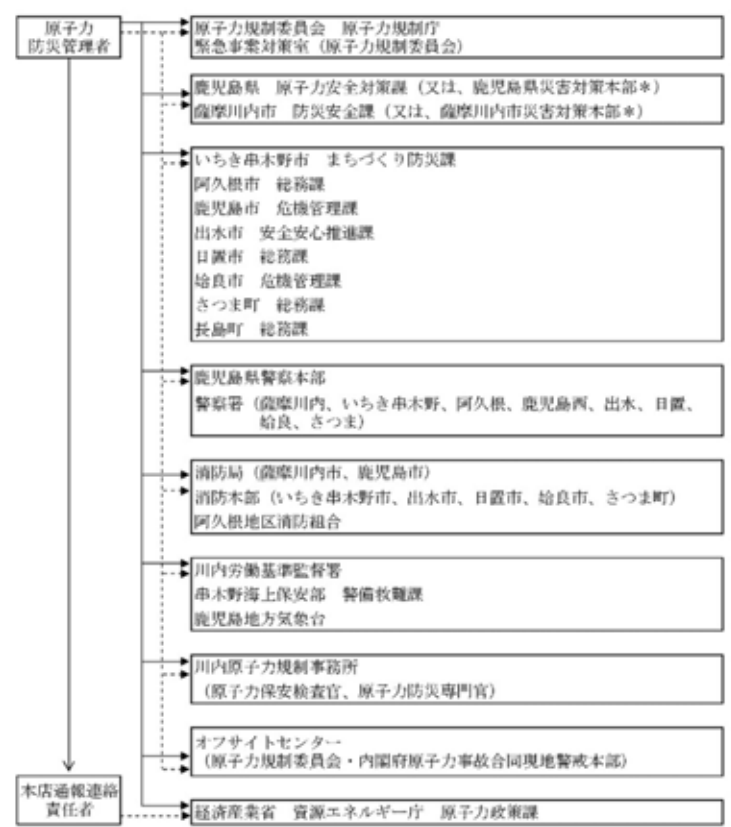 原子力
防災管理者
原子力規制委員会　原子力規制庁
緊急事案対策室（原子力規制委員会）
鹿児島県　原子力安全対策課（又は、鹿児島県災害対策本部＊）
薩摩川内市　防災安全課（又は、薩摩川内市災害対策本部＊）
いちき串木野市　まちづくり防災課
阿久根市　総務課
鹿児島市　危機管理課
出水市　安全安心推進課
日置市　総務課
姶良市　危機管理課
さつま町　総務課
長島町　総務課
鹿児島県警察本部
警察署（薩摩川内、いちき串木野、阿久根、鹿児島西、出水、日置、
姶良、さつま）
消防局（薩摩川内市、鹿児島市）
消防本部（いちき串木野市、出水市、日置市、姶良市、さつま町）
阿久根地区消防組合
川内労働基準監督署
串木野海上保安部　警備救難課
鹿児島地方気象台
川内原子力規制事務所
（原子力保安検査官、原子力防災専門官）
オフサイトセンター
（原子力規制委員会・内閣府原子力事故合同現地警戒本部）
本店通報連絡
責任者
経済産業省　資源エネルギー庁　原子力政策課